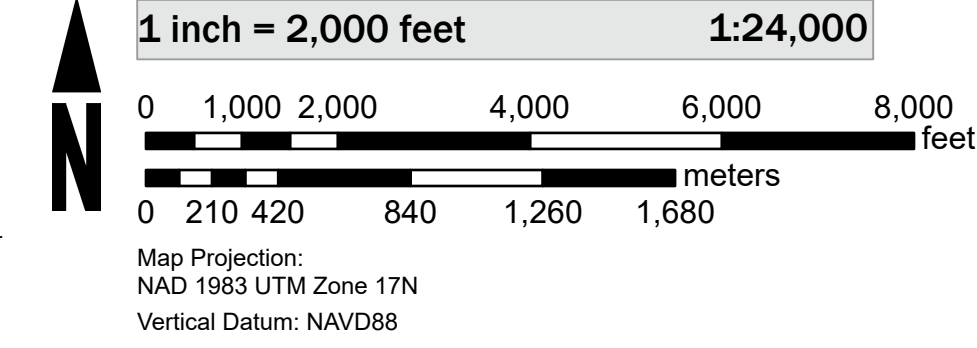 1 inch = 2,000 feet 1:24,000
0 1,000 2,000 4,000 6,000 8,000
feet
N
meters
0 210 420 840 1,260 1,680
Map Projection:
NAD 1983 UTM Zone 17N
Vertical Datum: NAVD88